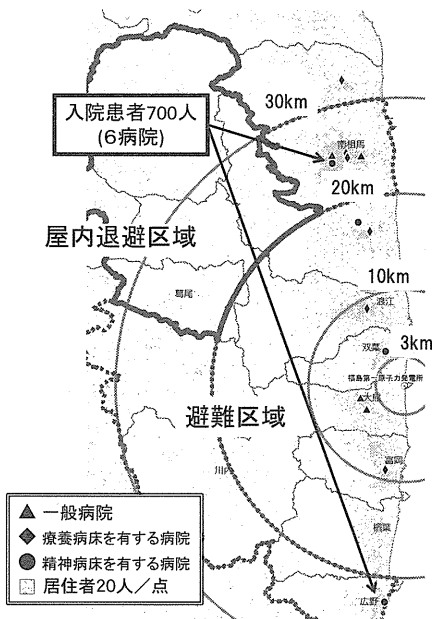 30km
入院患者700人
(6病院)
南相馬
20km
屋内退避区域
10km
葛尾
浪江
3km
双葉
福島第一原子力発電所
大熊
避難区域
富岡
川内
楢葉
▲ 一般病院
◆ 療養病床を有する病院
● 精神病床を有する病院
居住者20人／点
広野